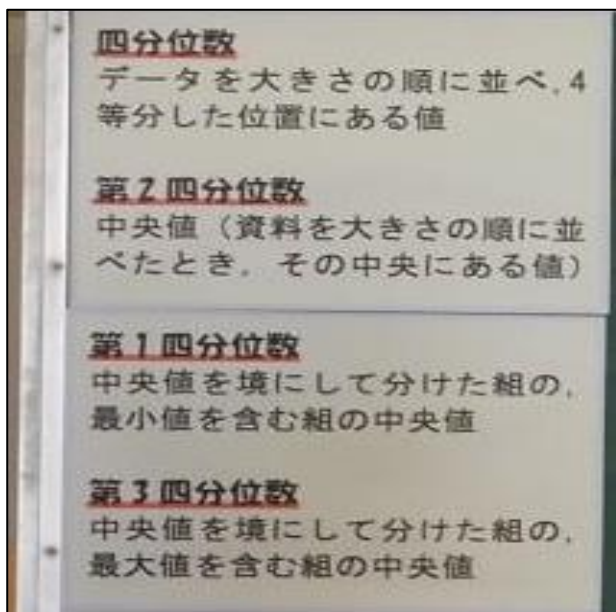 四分位数
データを大きさの順に並べ,4
等分した位置にある値
第2四分位数
中央値（資料を大きさの順に並
べたとき，その中央にある値）
第1四分位数
中央値を境にして分けた組の，
最小値を含む組の中央値
第3四分位数
中央値を境にして分けた組の，
最大値を含む組の中央値